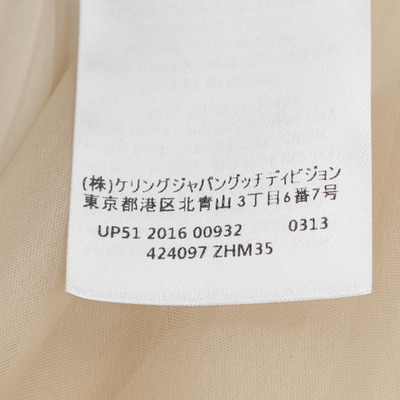 (株)ケリングジャパングッチディビジョン
東京都港区北青山3丁目6番7号
UP51 2016 00932 0313
424097 ZHM35